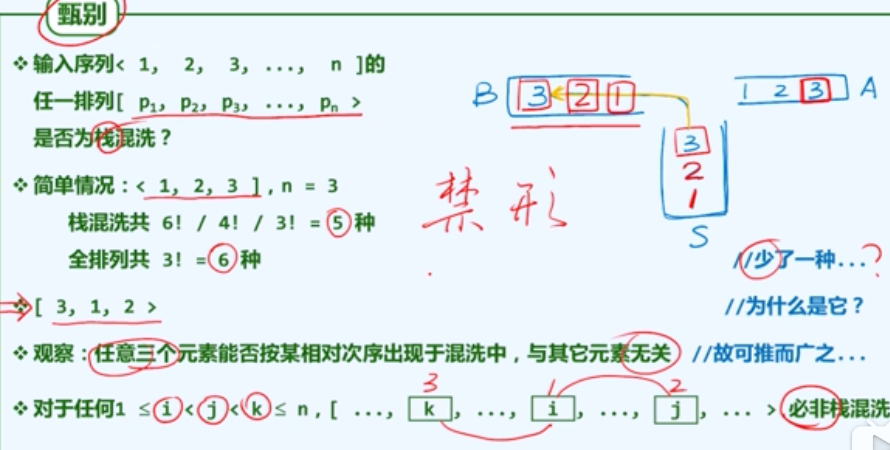 甄别
❖ 输入序列< 1, 2, 3, ..., n ]的
任一排列[ p₁, p₂, p₃, ..., pₙ >
是否为栈混洗？
B 3 2 1
1 2 3 A
3
2
1
S
❖ 简单情况：< 1, 2, 3 ], n = 3
栈混洗共 6! / 4! / 3! = 5 种
全排列共 3! = 6 种 //少了一种...?
禁形
❖ [ 3, 1, 2 > //为什么是它？
❖ 观察：任意三个元素能否按某相对次序出现于混洗中，与其它元素无关 //故可推而广之...
3 1 2
❖ 对于任何1 ≤ i < j < k ≤ n, [ ..., k, ..., i, ..., j, ... > 必非栈混洗